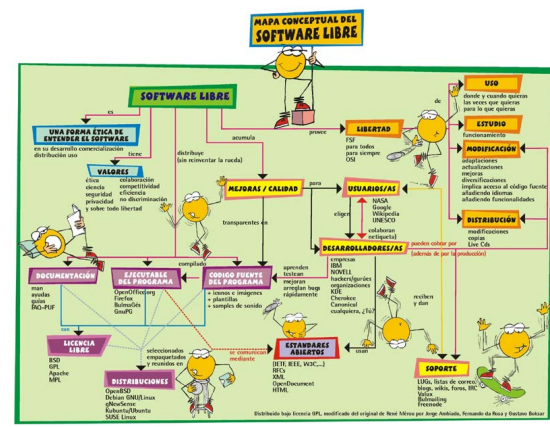 MAPA CONCEPTUAL DEL
SOFTWARE LIBRE
SOFTWARE LIBRE
es
UNA FORMA ÉTICA DE
ENTENDER EL SOFTWARE
en su desarrollo comercialización
distribución uso
tiene
VALORES
ética
ciencia
seguridad
privacidad
y sobre todo libertad
colaboración
competitividad
eficiencia
no discriminación
distribuye
(sin reinventar la rueda)
acumula
provee
LIBERTAD
FSF
para todos
para siempre
OSI
de
USO
donde y cuando quieras
las veces que quieras
para lo que quieras
ESTUDIO
funcionamiento
MODIFICACIÓN
adaptaciones
actualizaciones
mejoras
diversificaciones
implica acceso al código fuente
añadiendo idiomas
añadiendo funcionalidades
DISTRIBUCIÓN
modificaciones
copias
Live Cds
MEJORAS / CALIDAD
para
USUARIOS/AS
NASA
Google
Wikipedia
UNESCO
eligen
colaboran
netiqueta)
transparentes en
DESARROLLADORES/AS
empresas
IBM
NOVELL
hackers/gurúes
organizaciones
KDE
Cherokee
Canonical
cualquiera, ¿Tú?
pueden cobrar por
(además de por la producción)
aprenden
testean
mejoran
arreglan bugs
rápidamente
compilado
DOCUMENTACIÓN
man
ayudas
guías
FAQ-PUF
EJECUTABLE
DEL PROGRAMA
OpenOffice.org
Firefox
BulmaGés
GnuPG
CODIGO FUENTE
DEL PROGRAMA
+ iconos e imágenes
+ plantillas
+ samples de sonido
con
LICENCIA
LIBRE
BSD
GPL
Apache
MPL
seleccionados
empaquetados y
reunidos en
DISTRIBUCIONES
OpenBSD
Debian GNU/Linux
gNewSense
Kubuntu/Ubuntu
SUSE Linux
se comunican
mediante
ESTANDARES
ABIERTOS
(IETF, IEEE, W3C,...)
RFCs
XML
OpenDocument
HTML
usan
reciben
y dan
SOPORTE
LUGs, listas de correo,
blogs, wikis, foros, IRC
Valux
Bulmailing
Freenode
Distribuido bajo licencia GPL, modificado del original de René Mérou por Jorge Ambiado, Fernando da Rosa y Gustavo Boksar